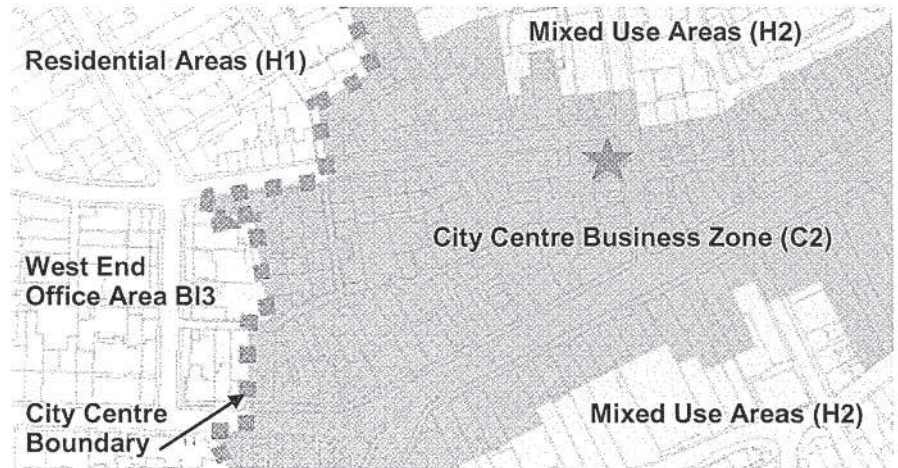 Mixed Use Areas (H2)
Residential Areas (H1)
City Centre Business Zone (C2)
West End
Office Area BI3
City Centre
Boundary
Mixed Use Areas (H2)